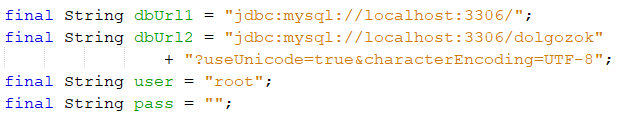 final String dbUrl1 = "jdbc:mysql://localhost:3306/";
final String dbUrl2 = "jdbc:mysql://localhost:3306/dolgozok"
+ "?useUnicode=true&characterEncoding=UTF-8";
final String user = "root";
final String pass = "";